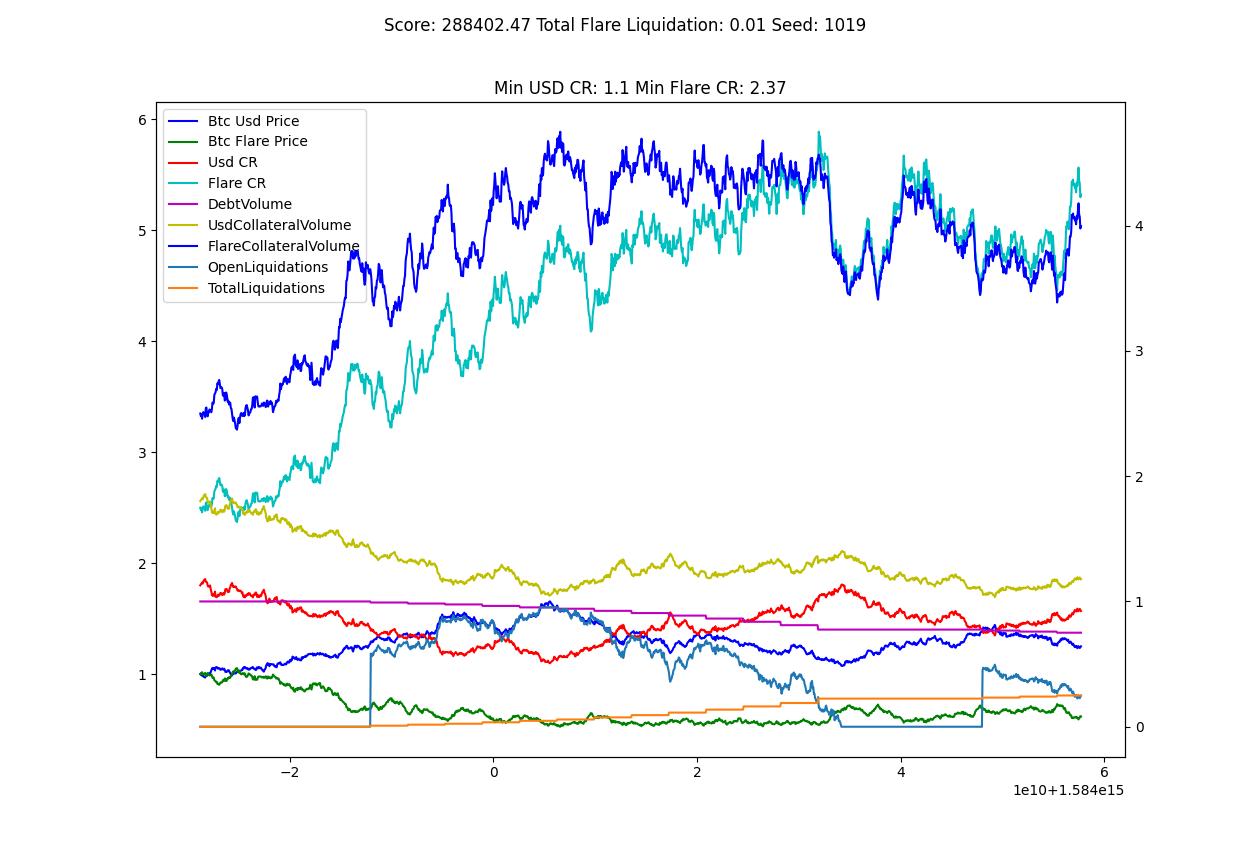 Score: 288402.47 Total Flare Liquidation: 0.01 Seed: 1019
Min USD CR: 1.1 Min Flare CR: 2.37
Btc Usd Price
Btc Flare Price
Usd CR
Flare CR
DebtVolume
UsdCollateralVolume
FlareCollateralVolume
OpenLiquidations
TotalLiquidations
6
5
4
3
2
1
4
3
2
1
0
−2
0
2
4
6
1e10+1.584e15